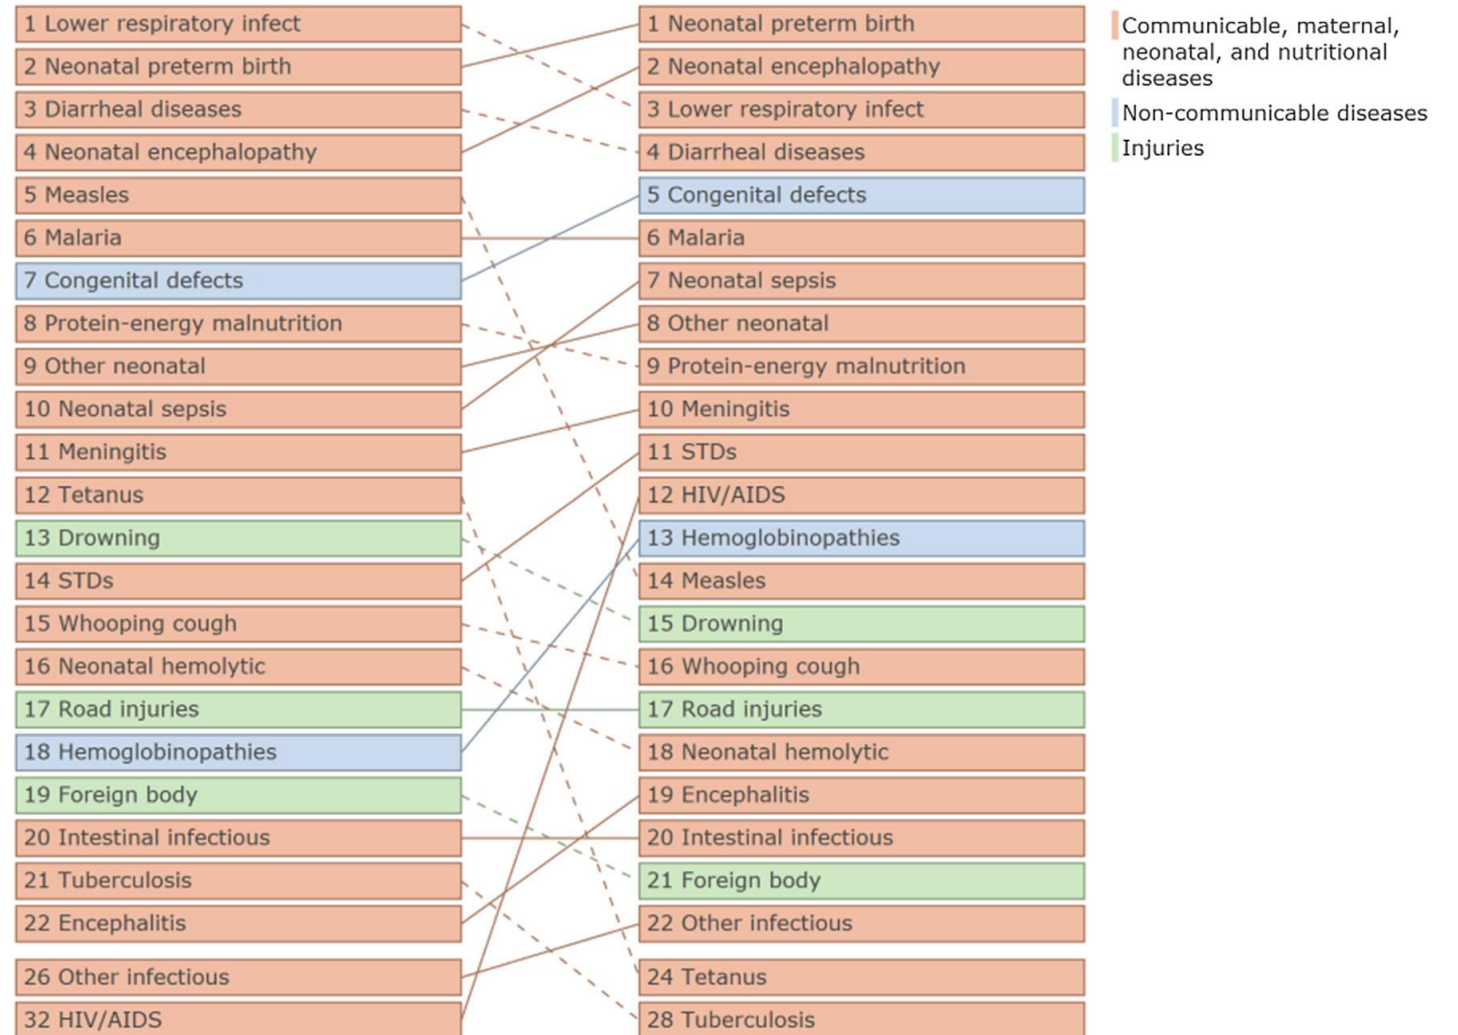 1 Lower respiratory infect
2 Neonatal preterm birth
3 Diarrheal diseases
4 Neonatal encephalopathy
5 Measles
6 Malaria
7 Congenital defects
8 Protein-energy malnutrition
9 Other neonatal
10 Neonatal sepsis
11 Meningitis
12 Tetanus
13 Drowning
14 STDs
15 Whooping cough
16 Neonatal hemolytic
17 Road injuries
18 Hemoglobinopathies
19 Foreign body
20 Intestinal infectious
21 Tuberculosis
22 Encephalitis
26 Other infectious
32 HIV/AIDS
1 Neonatal preterm birth
2 Neonatal encephalopathy
3 Lower respiratory infect
4 Diarrheal diseases
5 Congenital defects
6 Malaria
7 Neonatal sepsis
8 Other neonatal
9 Protein-energy malnutrition
10 Meningitis
11 STDs
12 HIV/AIDS
13 Hemoglobinopathies
14 Measles
15 Drowning
16 Whooping cough
17 Road injuries
18 Neonatal hemolytic
19 Encephalitis
20 Intestinal infectious
21 Foreign body
22 Other infectious
24 Tetanus
28 Tuberculosis
Communicable, maternal,
neonatal, and nutritional
diseases
Non-communicable diseases
Injuries